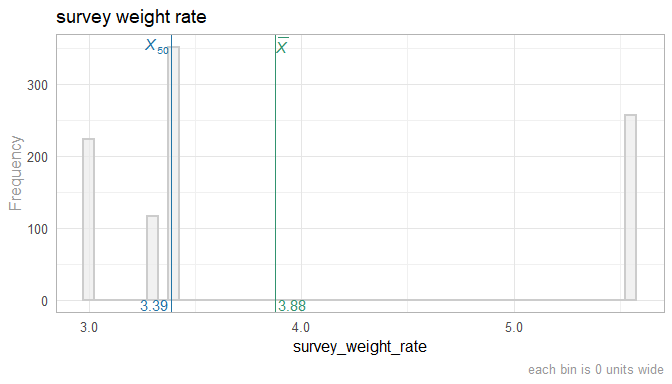 survey weight rate
X50
X̅
Frequency
300
200
100
0
3.39
3.88
3.0
4.0
5.0
survey_weight_rate
each bin is 0 units wide